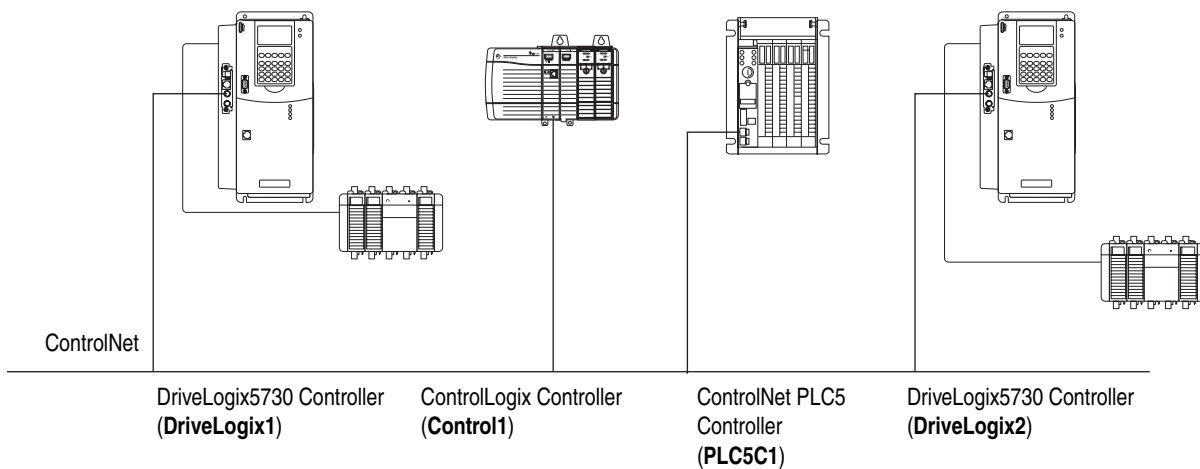 ControlNet
DriveLogix5730 Controller
(DriveLogix1)
ControlLogix Controller
(Control1)
ControlNet PLC5
Controller
(PLC5C1)
DriveLogix5730 Controller
(DriveLogix2)